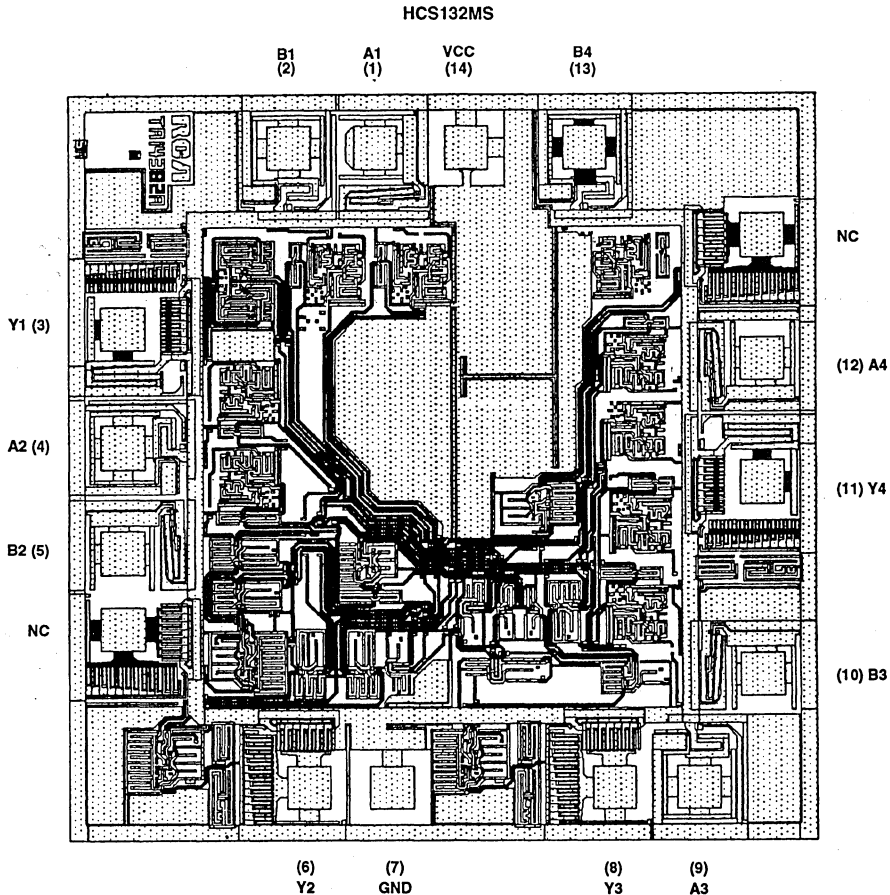 HCS132MS
B1
(2)
A1
(1)
VCC
(14)
B4
(13)
RCA
NC
Y1 (3)
(12) A4
A2 (4)
(11) Y4
B2 (5)
NC
(10) B3
(6)
Y2
(7)
GND
(8)
Y3
(9)
A3